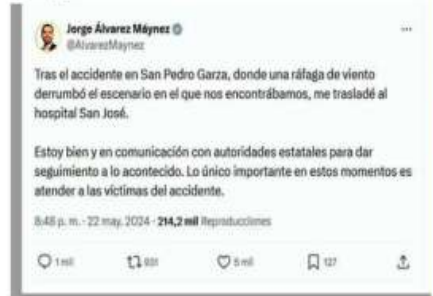 Jorge Álvarez Máynez
@AlvarezMaynez
Tras el accidente en San Pedro Garza, donde una ráfaga de viento
derrumbó el escenario en el que nos encontrábamos, me trasladé al
hospital San José.
Estoy bien y en comunicación con autoridades estatales para dar
seguimiento a lo acontecido. Lo único importante en estos momentos es
atender a las víctimas del accidente.
8:48 p. m. · 22 may. 2024 · 214,2 mil Reproducciones
1 mil 931 5 mil 127